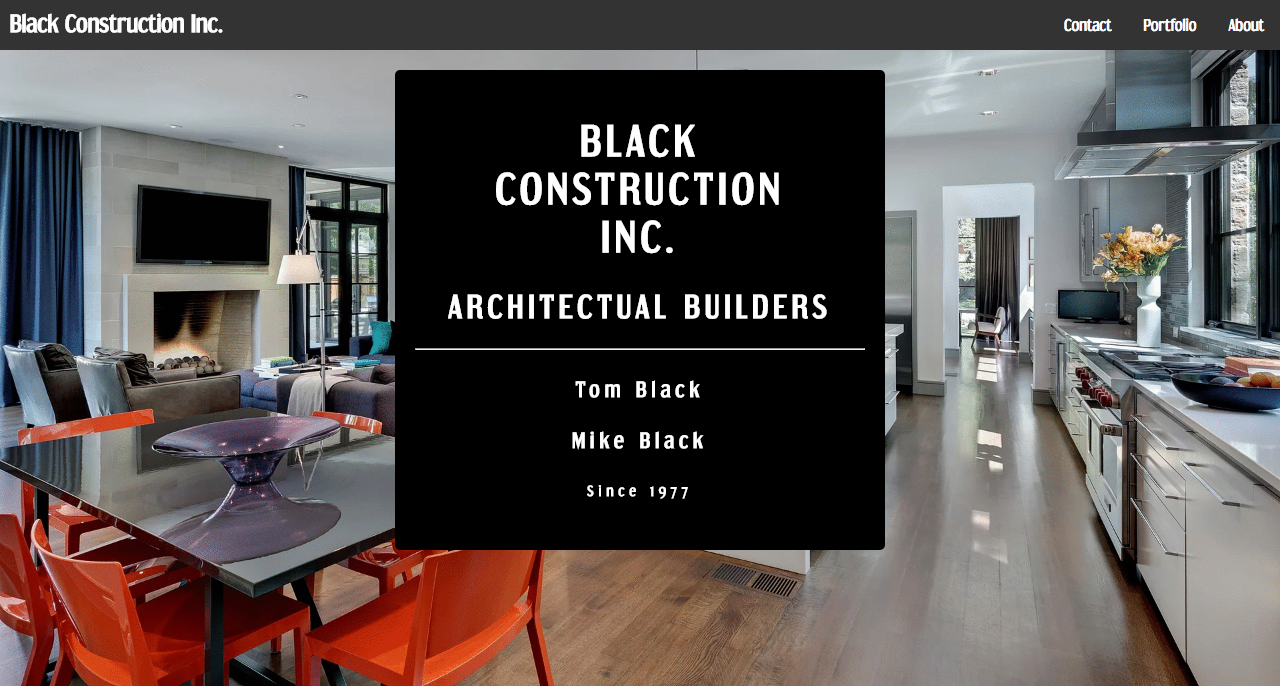 Black Construction Inc.
Contact Portfolio About
BLACK
CONSTRUCTION
INC.
ARCHITECTUAL BUILDERS
Tom Black
Mike Black
Since 1977